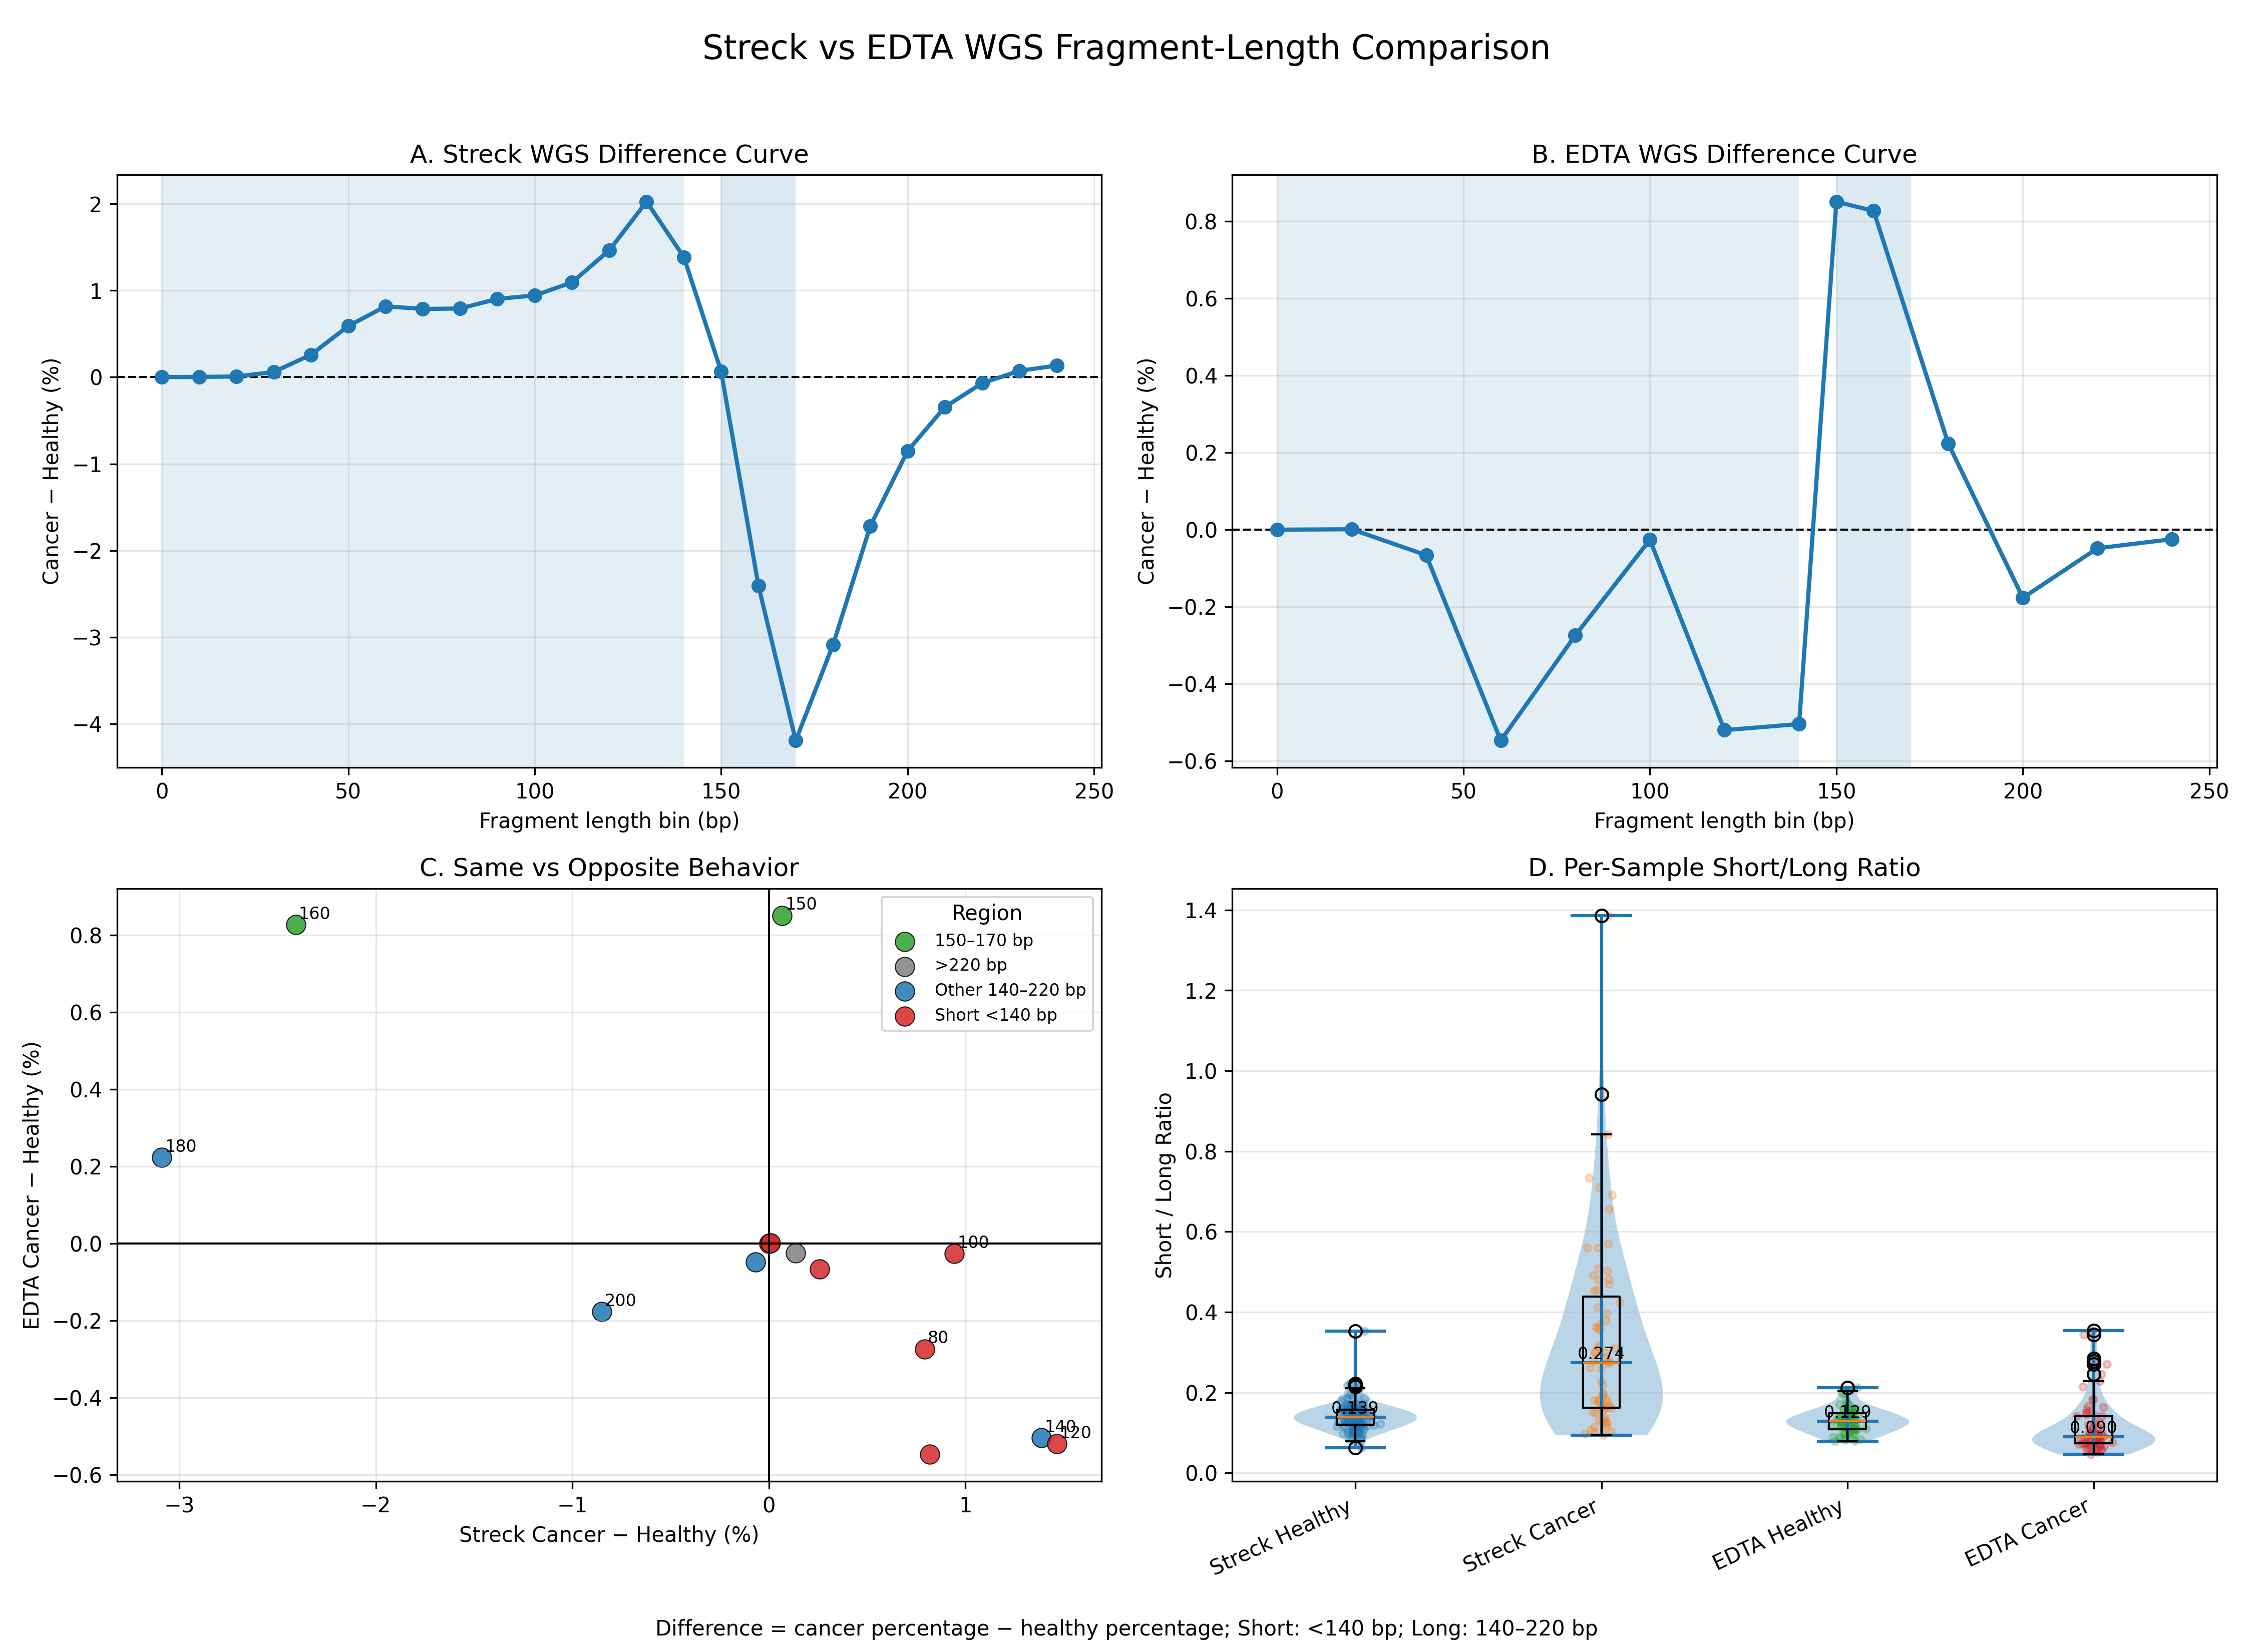 Streck vs EDTA WGS Fragment-Length Comparison
A. Streck WGS Difference Curve
Cancer − Healthy (%)
2
1
0
−1
−2
−3
−4
0 50 100 150 200 250
Fragment length bin (bp)
B. EDTA WGS Difference Curve
Cancer − Healthy (%)
0.8
0.6
0.4
0.2
0.0
−0.2
−0.4
−0.6
0 50 100 150 200 250
Fragment length bin (bp)
C. Same vs Opposite Behavior
EDTA Cancer − Healthy (%)
0.8
0.6
0.4
0.2
0.0
−0.2
−0.4
−0.6
160
150
180
100
200
80
140
120
Region
150–170 bp
>220 bp
Other 140–220 bp
Short <140 bp
−3 −2 −1 0 1
Streck Cancer − Healthy (%)
D. Per-Sample Short/Long Ratio
Short / Long Ratio
1.4
1.2
1.0
0.8
0.6
0.4
0.2
0.0
0.139
0.274
0.129
0.090
Streck Healthy
Streck Cancer
EDTA Healthy
EDTA Cancer
Difference = cancer percentage − healthy percentage; Short: <140 bp; Long: 140–220 bp